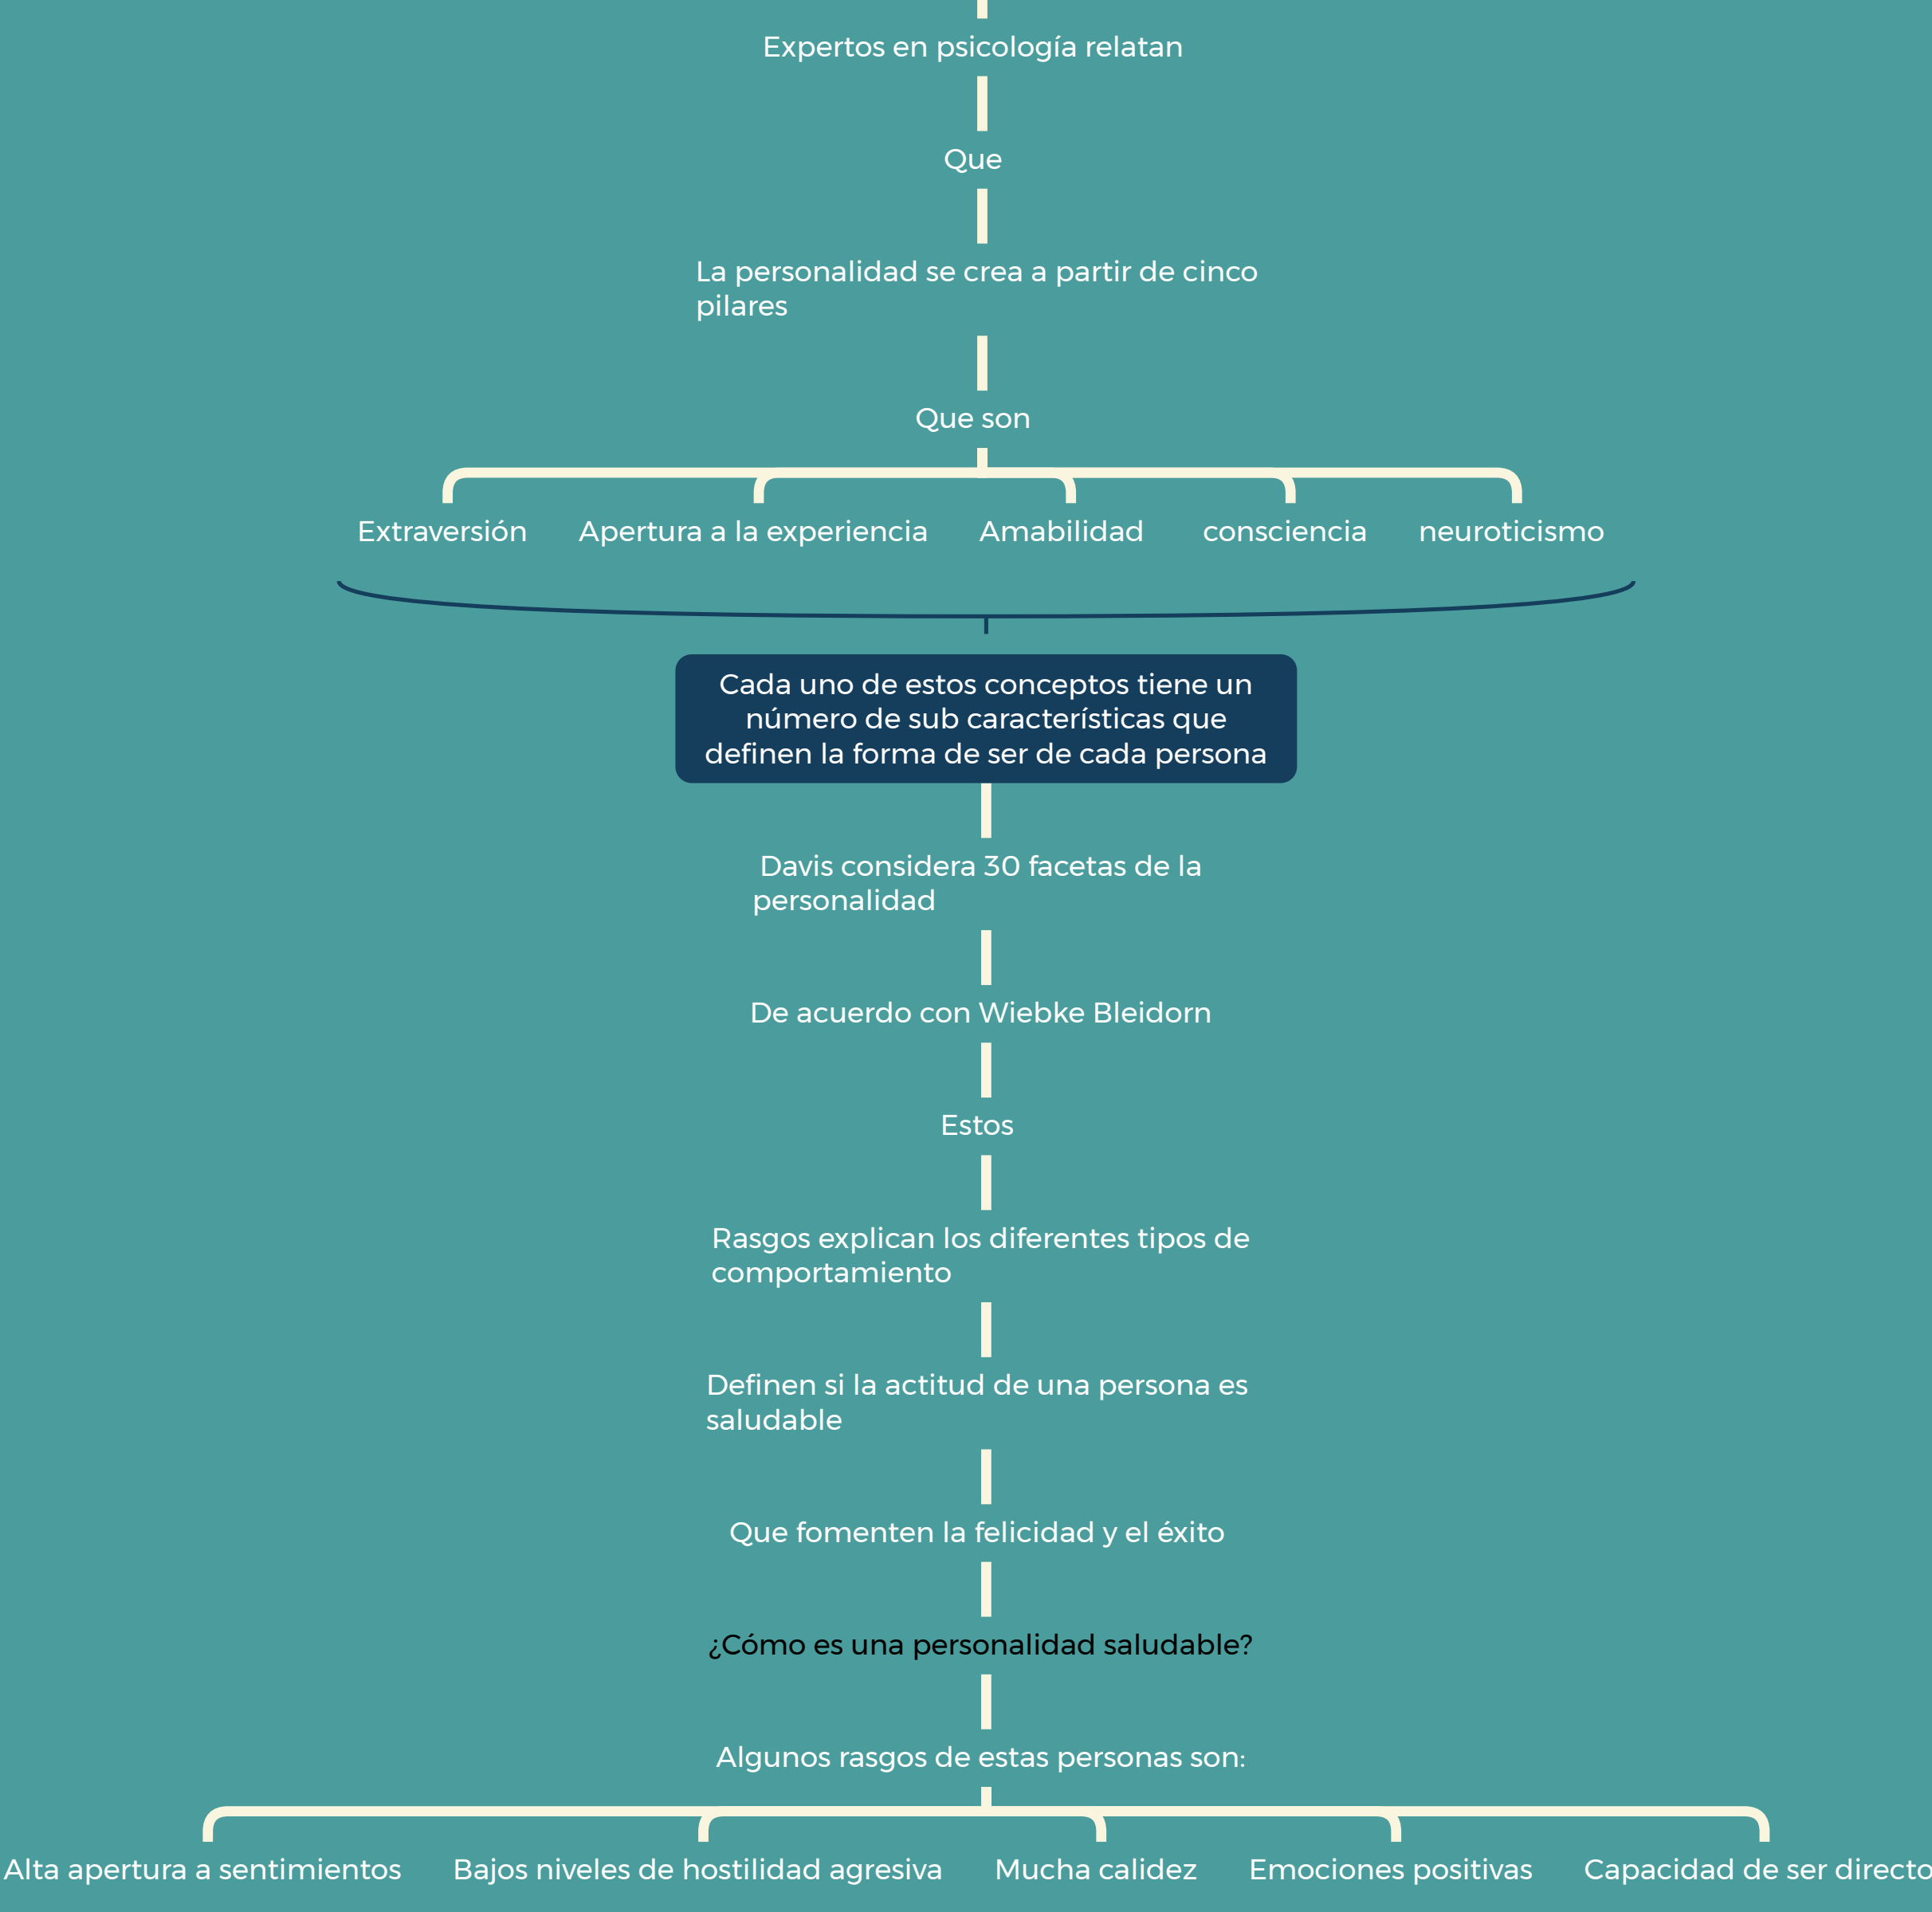 Expertos en psicología relatan
Que
La personalidad se crea a partir de cinco
pilares
Que son
Extraversión
Apertura a la experiencia
Amabilidad
consciencia
neuroticismo
Cada uno de estos conceptos tiene un
número de sub características que
definen la forma de ser de cada persona
Davis considera 30 facetas de la
personalidad
De acuerdo con Wiebke Bleidorn
Estos
Rasgos explican los diferentes tipos de
comportamiento
Definen si la actitud de una persona es
saludable
Que fomenten la felicidad y el éxito
¿Cómo es una personalidad saludable?
Algunos rasgos de estas personas son:
Alta apertura a sentimientos
Bajos niveles de hostilidad agresiva
Mucha calidez
Emociones positivas
Capacidad de ser directo